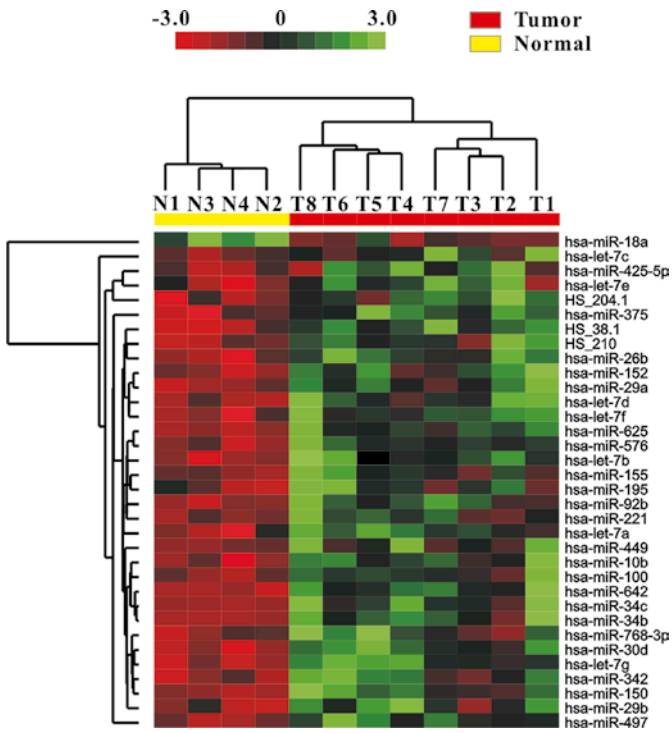 -3.0 0 3.0
Tumor
Normal
N1 N3 N4 N2 T8 T6 T5 T4 T7 T3 T2 T1
hsa-miR-18a
hsa-let-7c
hsa-miR-425-5p
hsa-let-7e
HS_204.1
hsa-miR-375
HS_38.1
HS_210
hsa-miR-26b
hsa-miR-152
hsa-miR-29a
hsa-let-7d
hsa-let-7f
hsa-miR-625
hsa-miR-576
hsa-let-7b
hsa-miR-155
hsa-miR-195
hsa-miR-92b
hsa-miR-221
hsa-let-7a
hsa-miR-449
hsa-miR-10b
hsa-miR-100
hsa-miR-642
hsa-miR-34c
hsa-miR-34b
hsa-miR-768-3p
hsa-miR-30d
hsa-let-7g
hsa-miR-342
hsa-miR-150
hsa-miR-29b
hsa-miR-497